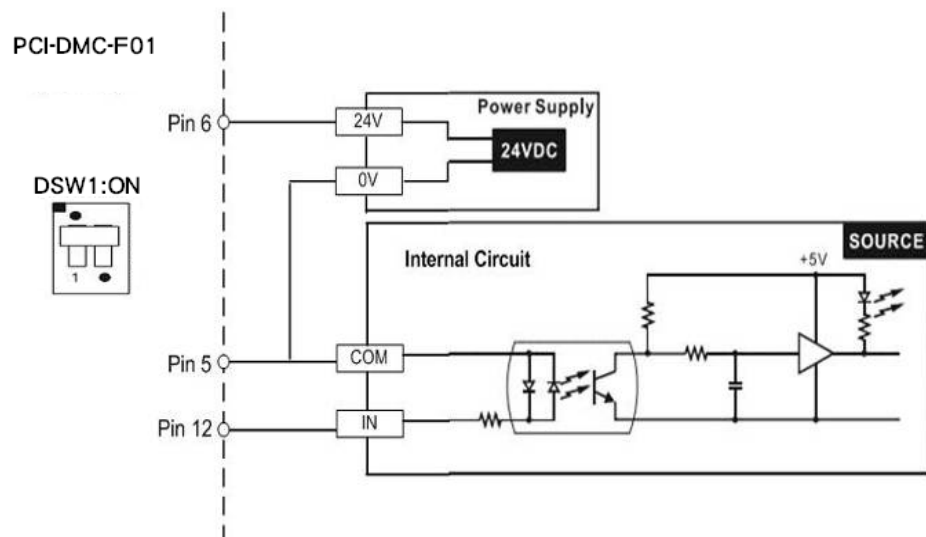 PCI-DMC-F01
Pin 6
24V
Power Supply
24VDC
0V
DSW1:ON
1
SOURCE
Internal Circuit
+5V
Pin 5
COM
Pin 12
IN